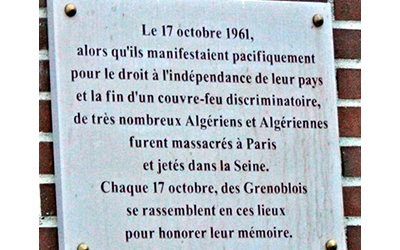 Le 17 octobre 1961,
alors qu'ils manifestaient pacifiquement
pour le droit à l'indépendance de leur pays
et la fin d'un couvre-feu discriminatoire,
de très nombreux Algériens et Algériennes
furent massacrés à Paris
et jetés dans la Seine.
Chaque 17 octobre, des Grenoblois
se rassemblent en ces lieux
pour honorer leur mémoire.